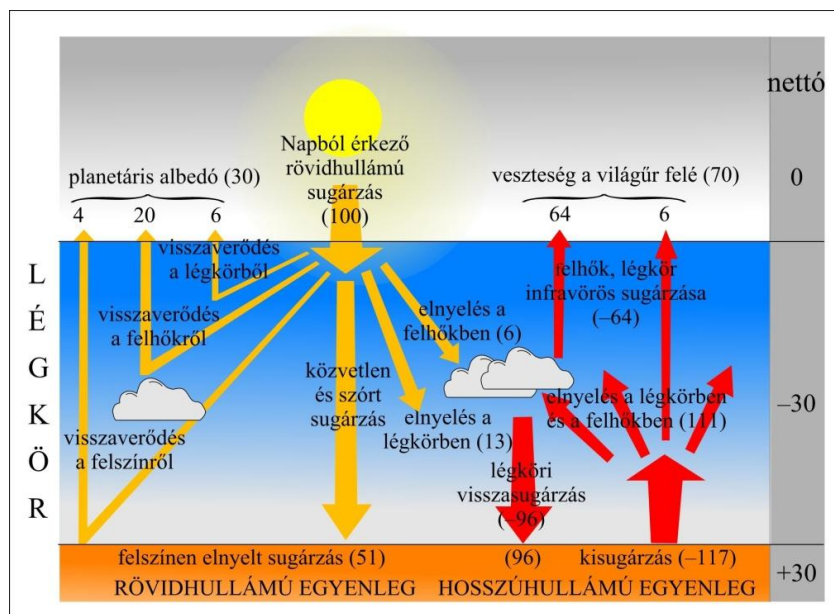 nettó
Napból érkező
rövidhullámú
sugárzás
(100)
planetáris albedó (30)
4 20 6
veszteség a világűr felé (70)
64 6
0
LÉGKÖR
visszaverődés
a légkörből
visszaverődés
a felhőkről
visszaverődés
a felszínről
közvetlen
és szórt
sugárzás
elnyelés a
felhőkben (6)
elnyelés a
légkörben (13)
felhők, légkör
infravörös sugárzása
(–64)
elnyelés a légkörben
és a felhőkben (111)
légköri
visszasugárzás
(–96)
–30
felszínen elnyelt sugárzás (51)
(96)
kisugárzás (–117)
+30
RÖVIDHULLÁMÚ EGYENLEG
HOSSZÚHULLÁMÚ EGYENLEG